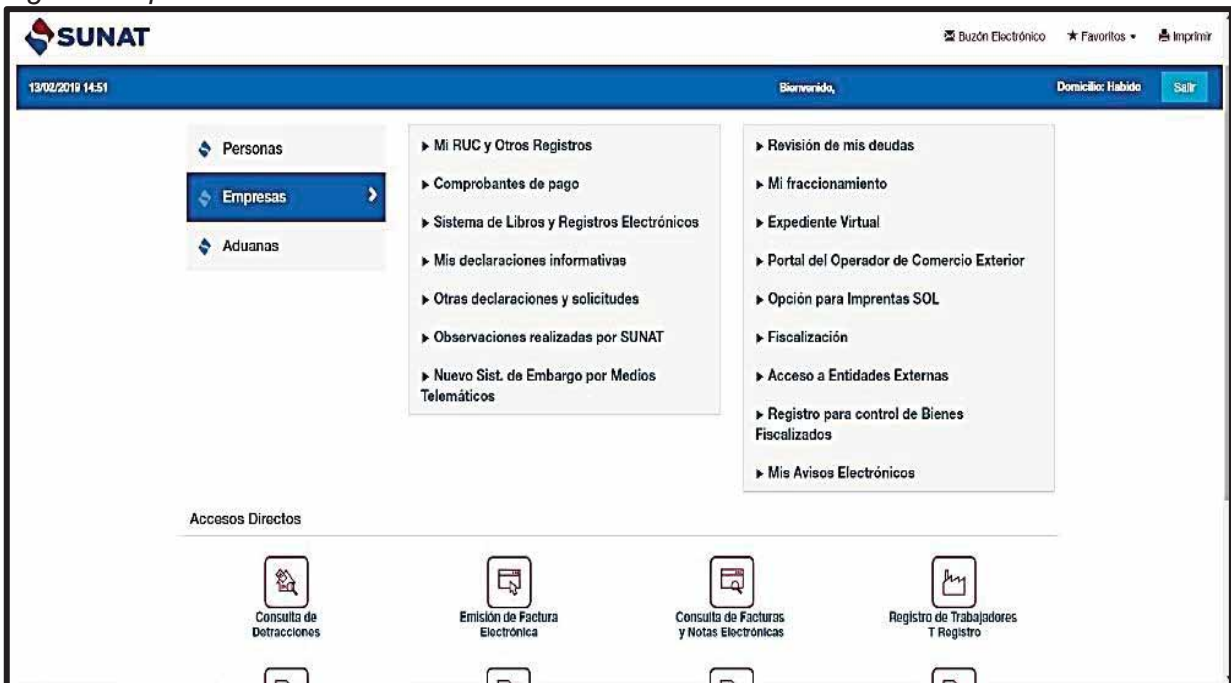 SUNAT
Buzón Electrónico
Favoritos
Imprimir
13/02/2019 14:51
Bienvenido,
Domicilio: Habido
Salir
Personas
Empresas
Aduanas
Mi RUC y Otros Registros
Comprobantes de pago
Sistema de Libros y Registros Electrónicos
Mis declaraciones informativas
Otras declaraciones y solicitudes
Observaciones realizadas por SUNAT
Nuevo Sist. de Embargo por Medios
Telemáticos
Revisión de mis deudas
Mi fraccionamiento
Expediente Virtual
Portal del Operador de Comercio Exterior
Opción para Imprentas SOL
Fiscalización
Acceso a Entidades Externas
Registro para control de Bienes
Fiscalizados
Mis Avisos Electrónicos
Accesos Directos
Consulta de
Detracciones
Emisión de Factura
Electrónica
Consulta de Facturas
y Notas Electrónicas
Registro de Trabajadores
T Registro